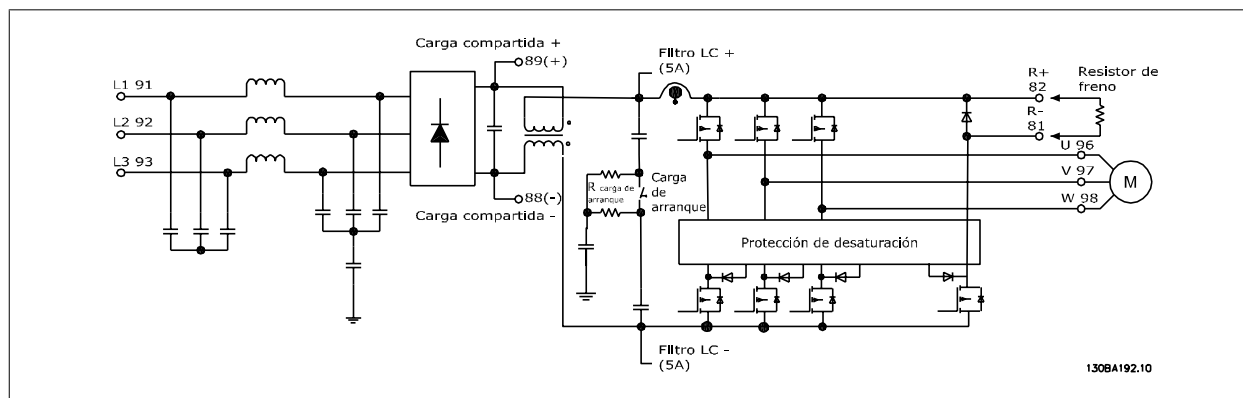 Carga compartida +
89(+)
Filtro LC +
(5A)
R+
82
Resistor de
freno
L1 91
L2 92
L3 93
R-
81
U 96
V 97
W 98
M
R carga de
arranque
Carga
de
arranque
88(-)
Carga compartida -
Protección de desaturación
Filtro LC -
(5A)
130BA192.10